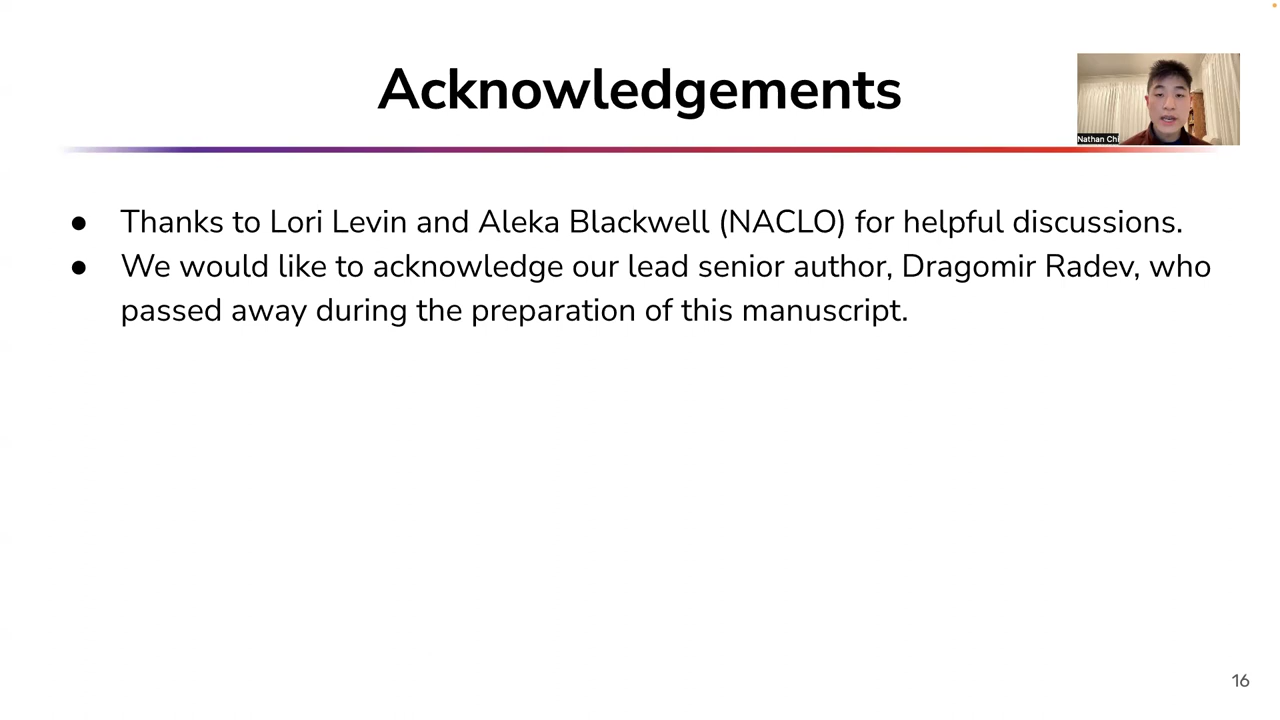 Acknowledgements
Nathan Chi
● Thanks to Lori Levin and Aleka Blackwell (NACLO) for helpful discussions.
● We would like to acknowledge our lead senior author, Dragomir Radev, who
passed away during the preparation of this manuscript.
16